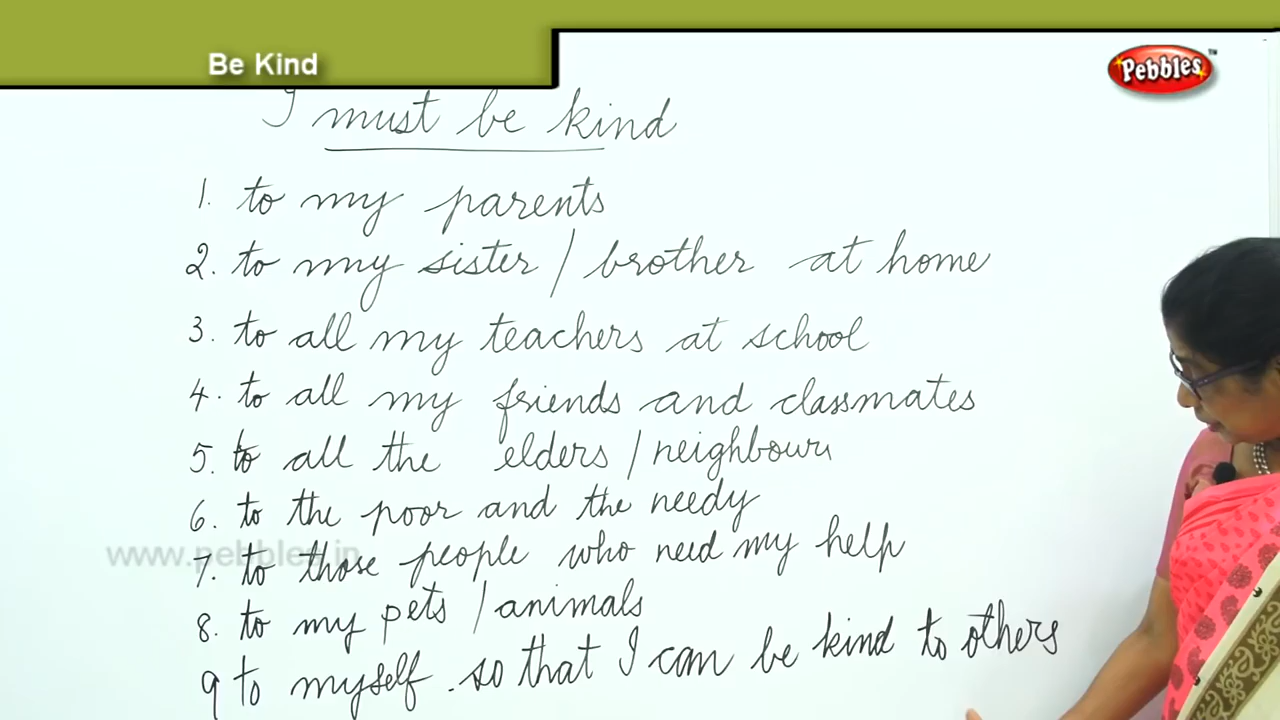 Be Kind
Pebbles™
I must be kind
1. to my parents
2. to my sister / brother at home
3. to all my teachers at school
4. to all my friends and classmates
5. to all the elders / neighbours
6. to the poor and the needy
7. to those people who need my help
www.pebbles.in
8. to my pets / animals
9 to myself. so that I can be kind to others